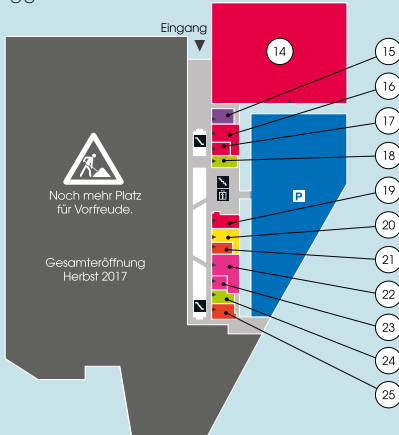 Eingang
14
15
16
17
18
P
19
20
21
22
23
24
25
Noch mehr Platz
für Vorfreude.
Gesamteröffnung
Herbst 2017